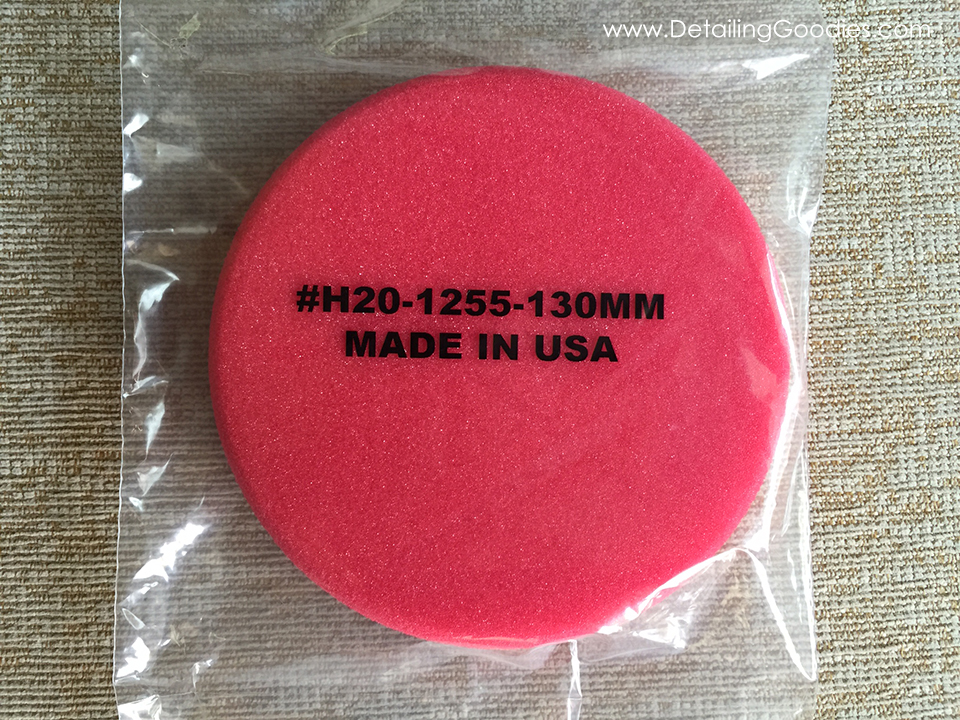 www.DetailingGoodies.com
#H20-1255-130MM
MADE IN USA